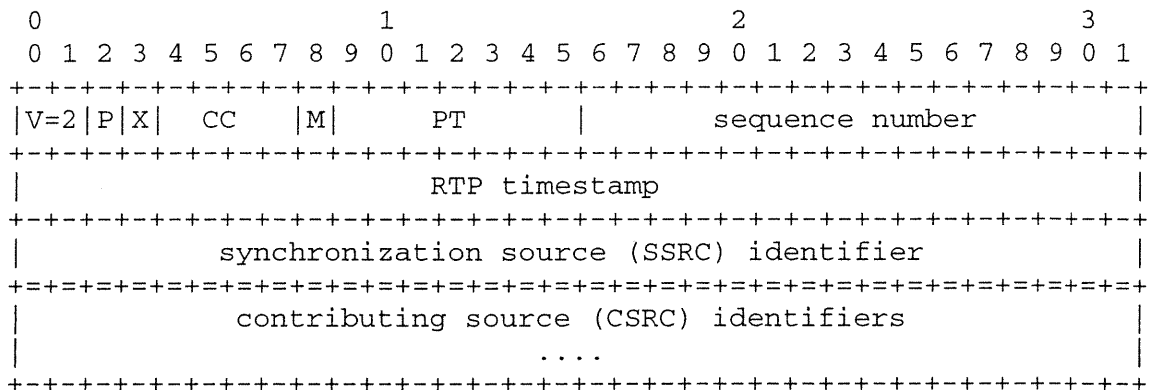 0                   1                   2                   3
 0 1 2 3 4 5 6 7 8 9 0 1 2 3 4 5 6 7 8 9 0 1 2 3 4 5 6 7 8 9 0 1
+-+-+-+-+-+-+-+-+-+-+-+-+-+-+-+-+-+-+-+-+-+-+-+-+-+-+-+-+-+-+-+-+
|V=2|P|X|  CC   |M|     PT      |       sequence number         |
+-+-+-+-+-+-+-+-+-+-+-+-+-+-+-+-+-+-+-+-+-+-+-+-+-+-+-+-+-+-+-+-+
|                       RTP timestamp                           |
+-+-+-+-+-+-+-+-+-+-+-+-+-+-+-+-+-+-+-+-+-+-+-+-+-+-+-+-+-+-+-+-+
|           synchronization source (SSRC) identifier            |
+=+=+=+=+=+=+=+=+=+=+=+=+=+=+=+=+=+=+=+=+=+=+=+=+=+=+=+=+=+=+=+=+
|            contributing source (CSRC) identifiers             |
|                             ....                              |
+-+-+-+-+-+-+-+-+-+-+-+-+-+-+-+-+-+-+-+-+-+-+-+-+-+-+-+-+-+-+-+-+